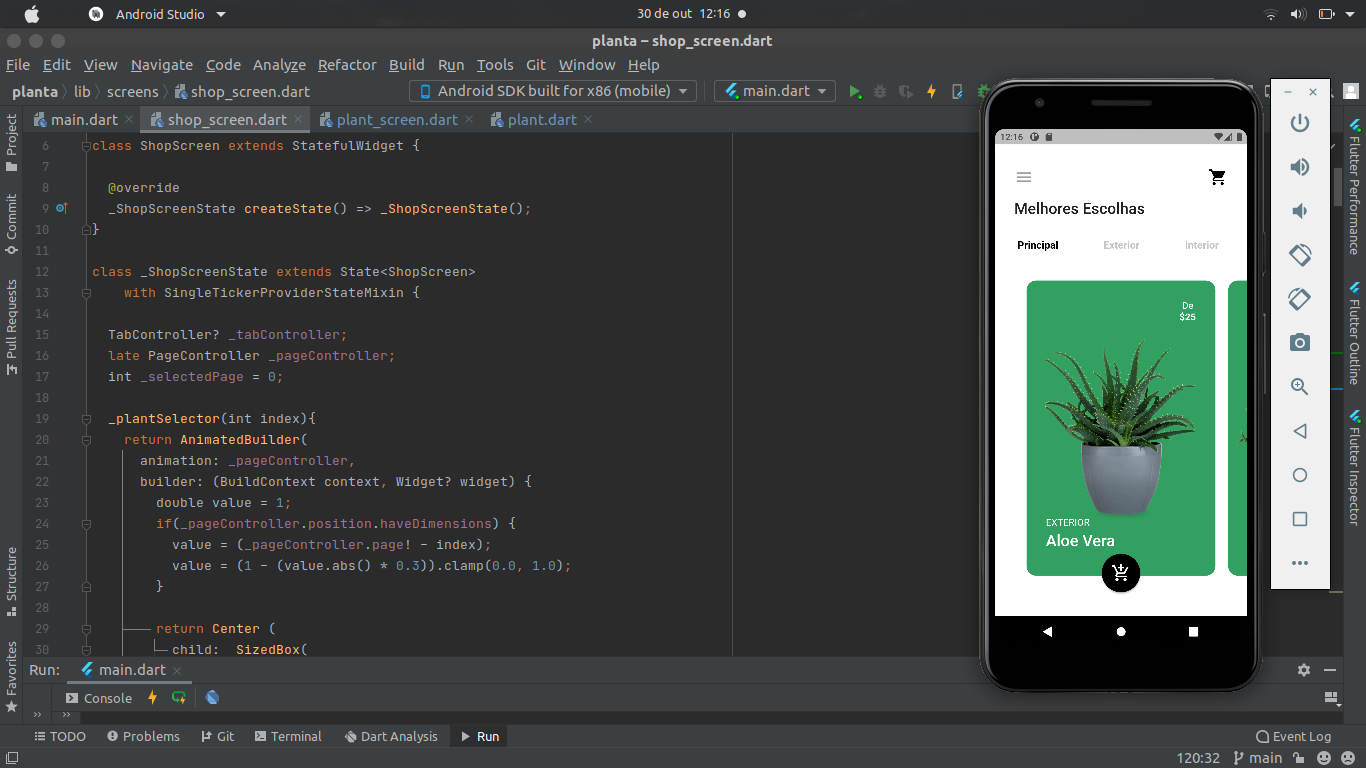 Android Studio
30 de out 12:16
planta – shop_screen.dart
File Edit View Navigate Code Analyze Refactor Build Run Tools Git Window Help
planta lib screens shop_screen.dart
Android SDK built for x86 (mobile)
main.dart
main.dart shop_screen.dart plant_screen.dart plant.dart
Project
Commit
Pull Requests
Structure
Favorites
6 class ShopScreen extends StatefulWidget {
7
8 @override
9 _ShopScreenState createState() => _ShopScreenState();
10 }
11
12 class _ShopScreenState extends State<ShopScreen>
13 with SingleTickerProviderStateMixin {
14
15 TabController? _tabController;
16 late PageController _pageController;
17 int _selectedPage = 0;
18
19 _plantSelector(int index){
20 return AnimatedBuilder(
21 animation: _pageController,
22 builder: (BuildContext context, Widget? widget) {
23 double value = 1;
24 if(_pageController.position.haveDimensions) {
25 value = (_pageController.page! - index);
26 value = (1 - (value.abs() * 0.3)).clamp(0.0, 1.0);
27 }
28
29 return Center (
30 child: SizedBox(
12:16
Melhores Escolhas
Principal Exterior Interior
De
$25
EXTERIOR
Aloe Vera
Flutter Performance
Flutter Outline
Flutter Inspector
Run: main.dart
Console
TODO Problems Git Terminal Dart Analysis Run Event Log
120:32 main